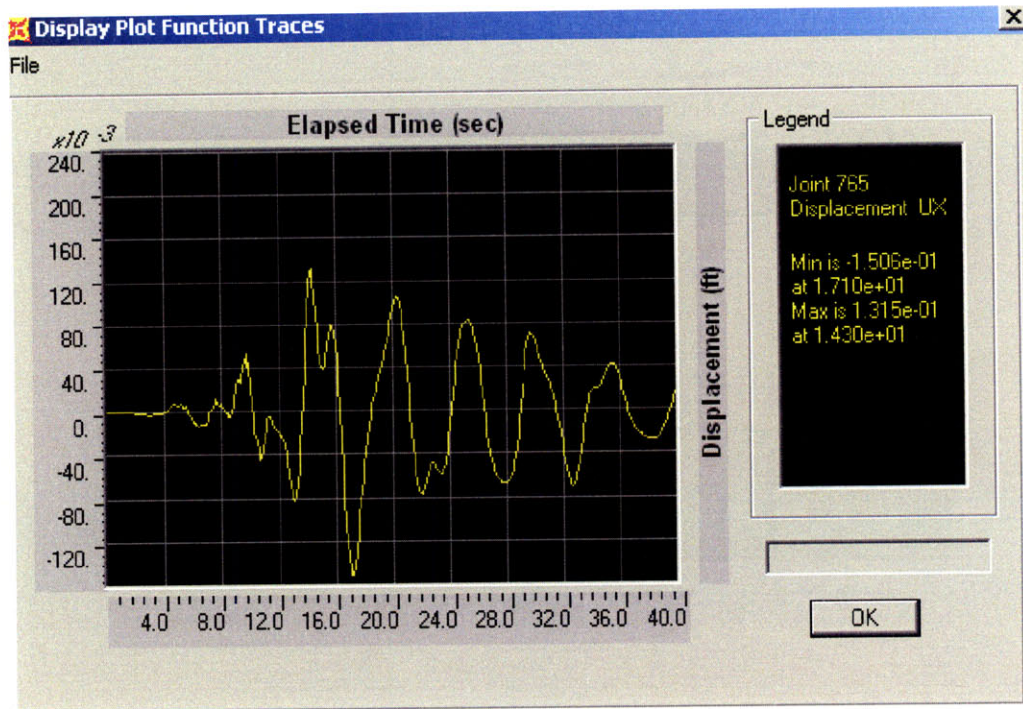 Display Plot Function Traces
File
Elapsed Time (sec)
x10 -3
240.
200.
160.
120.
80.
40.
0.
-40.
-80.
-120.
4.0 8.0 12.0 16.0 20.0 24.0 28.0 32.0 36.0 40.0
Displacement (ft)
Legend
Joint 765
Displacement UX
Min is -1.506e-01
at 1.710e+01
Max is 1.315e-01
at 1.430e+01
OK